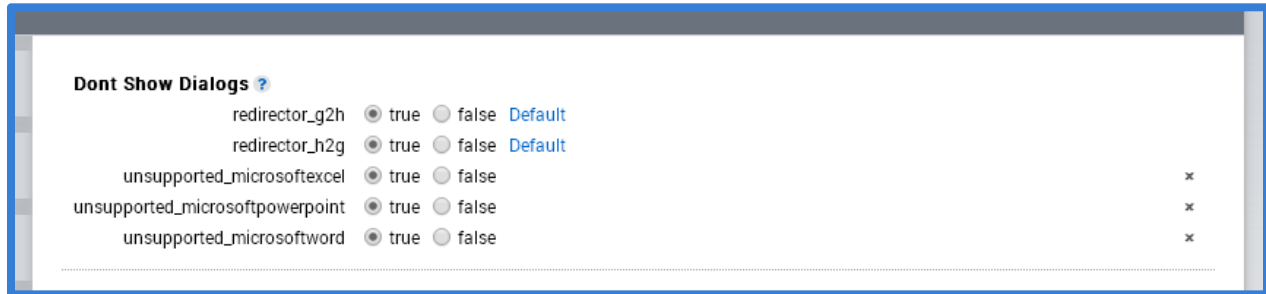 Dont Show Dialogs ?
redirector_g2h true false Default
redirector_h2g true false Default
unsupported_microsoftexcel true false ×
unsupported_microsoftpowerpoint true false ×
unsupported_microsoftword true false ×